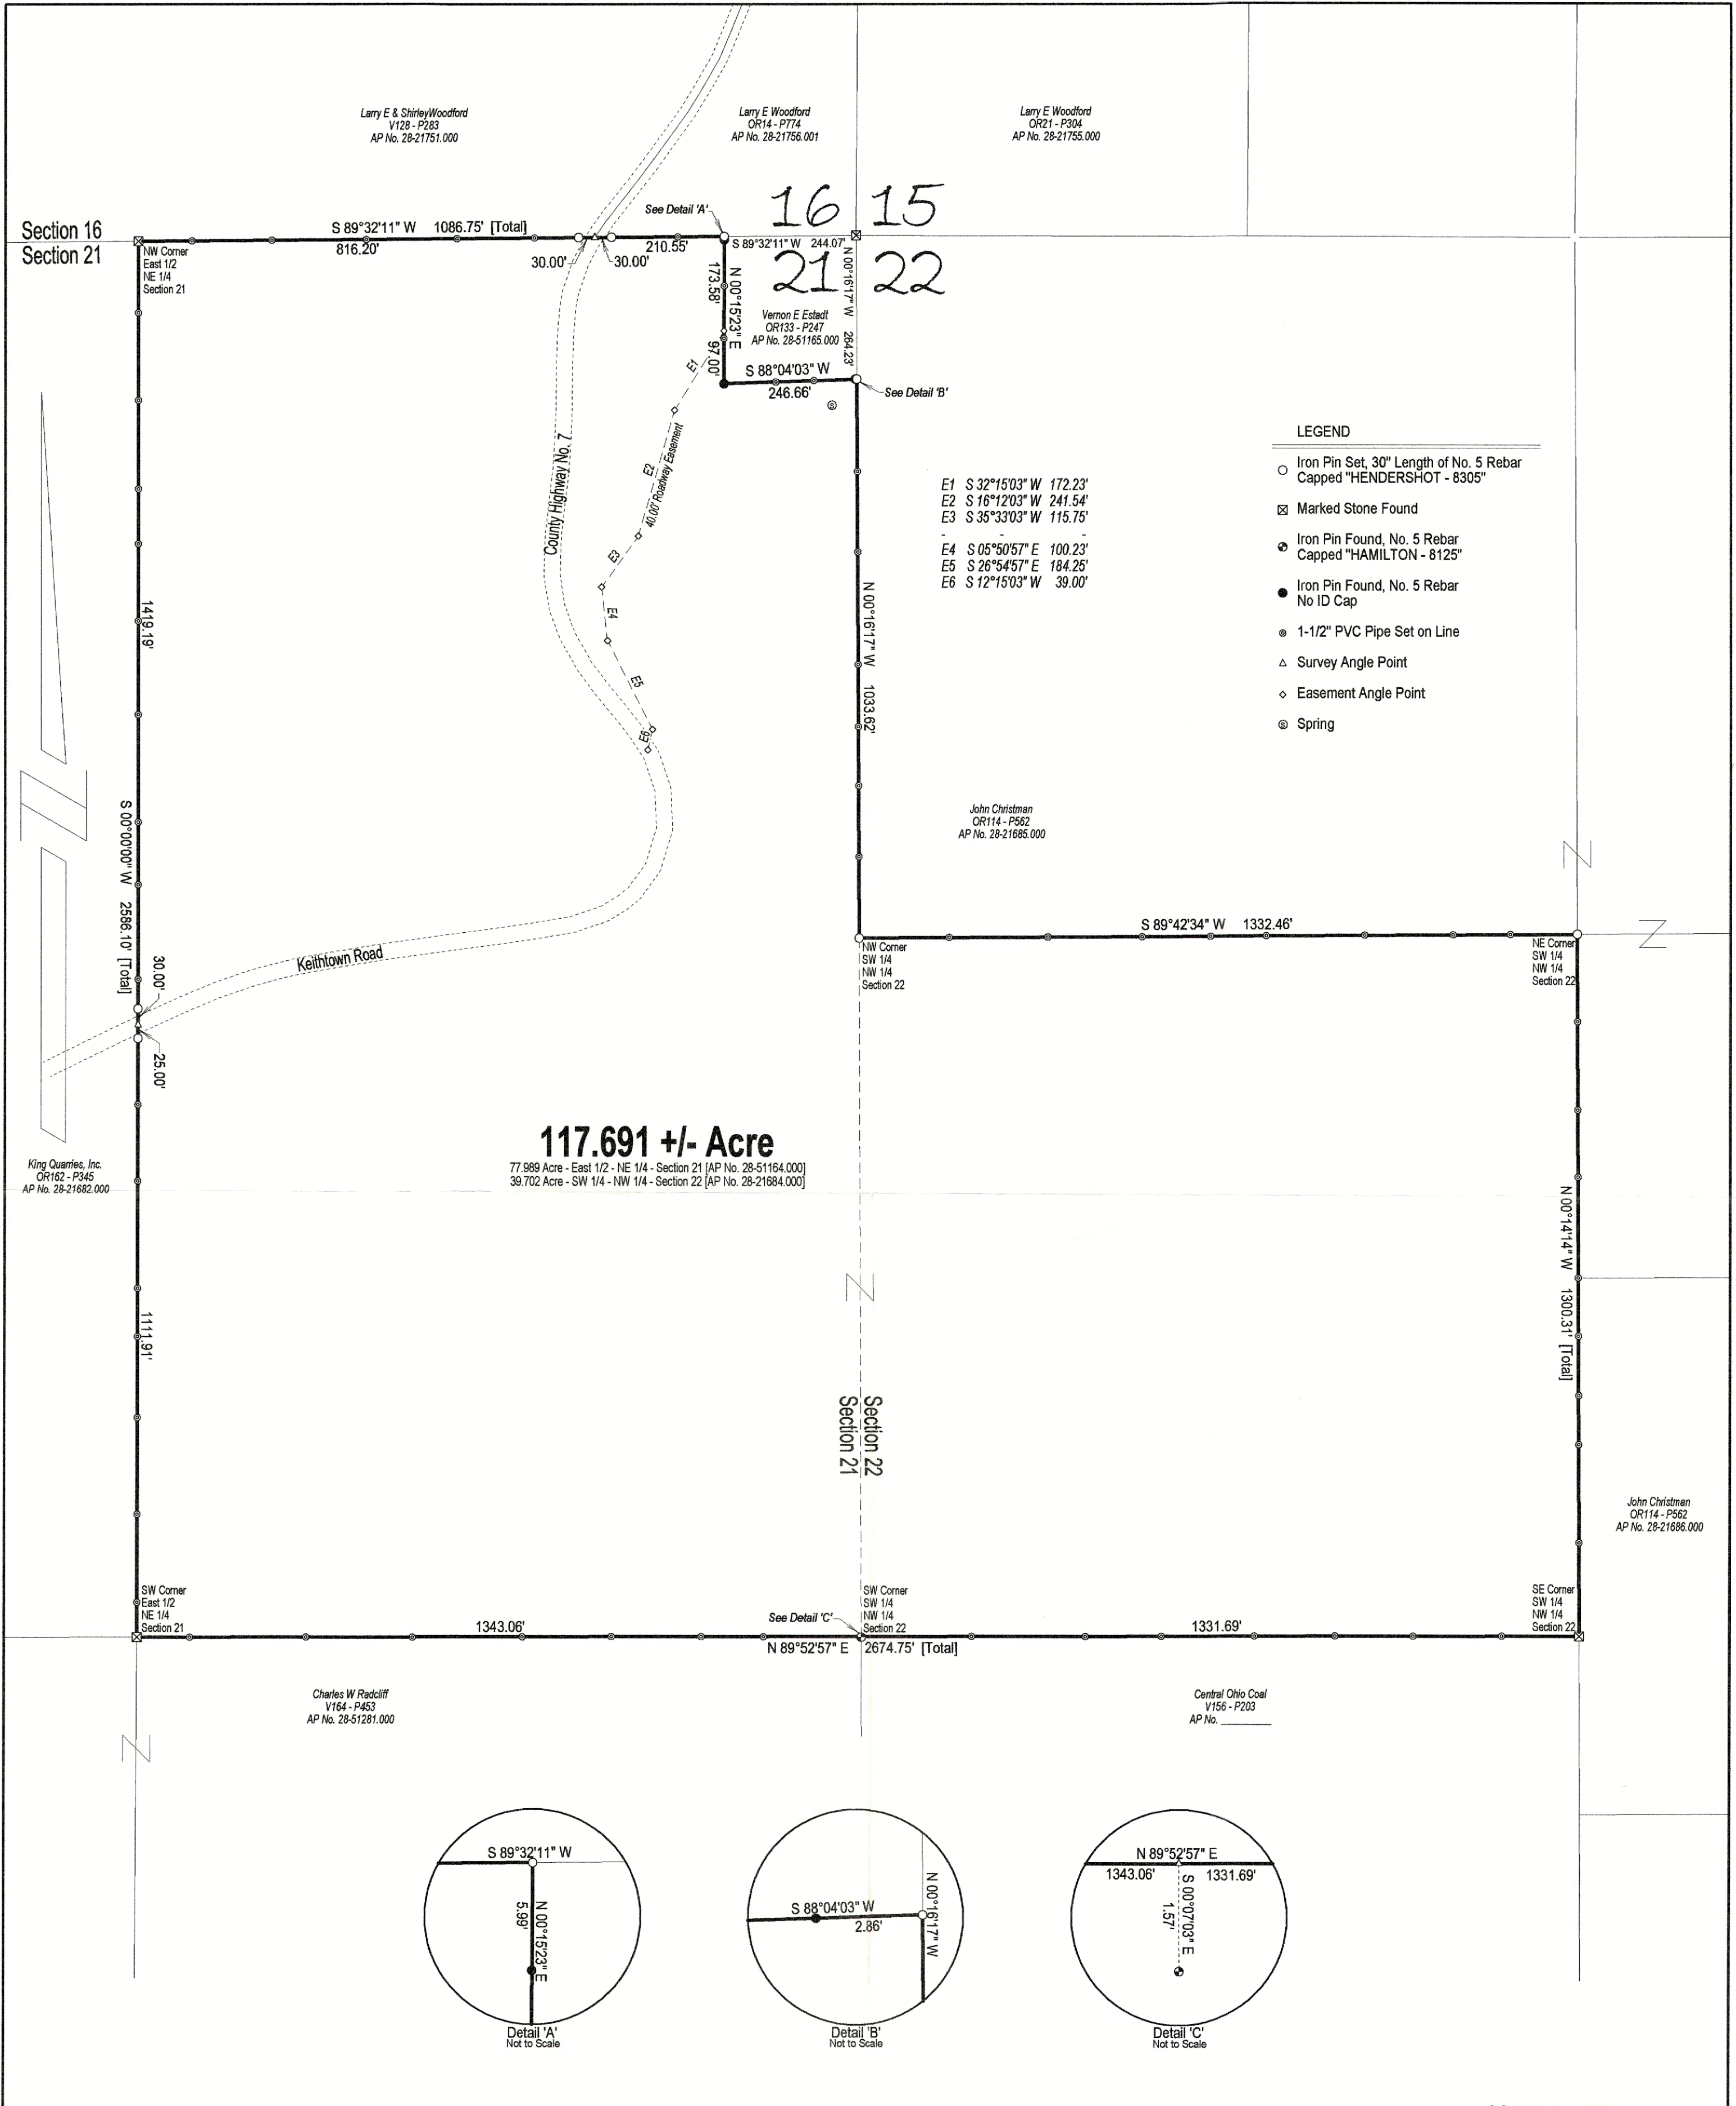 Larry E & ShirleyWoodford
V128 - P283
AP No. 28-21751.000
Larry E Woodford
OR14 - P774
AP No. 28-21756.001
Larry E Woodford
OR21 - P304
AP No. 28-21755.000
16 15
21 22
Section 16
Section 21
S 89°32'11" W 1086.75' [Total]
816.20'
30.00'
30.00'
210.55'
See Detail 'A'
S 89°32'11" W 244.07'
NW Corner
East 1/2
NE 1/4
Section 21
173.58'
N 00°15'23" E
97.00'
N 00°16'17" W 264.23'
Vernon E Estadt
OR133 - P247
AP No. 28-51165.000
S 88°04'03" W
246.66'
See Detail 'B'
S
E1
E2
40.00' Roadway Easement
E3
E4
E5
E6
County Highway No. 7
E1 S 32°15'03" W 172.23'
E2 S 16°12'03" W 241.54'
E3 S 35°33'03" W 115.75'
- - -
E4 S 05°50'57" E 100.23'
E5 S 26°54'57" E 184.25'
E6 S 12°15'03" W 39.00'
LEGEND
Iron Pin Set, 30" Length of No. 5 Rebar
Capped "HENDERSHOT - 8305"
Marked Stone Found
Iron Pin Found, No. 5 Rebar
Capped "HAMILTON - 8125"
Iron Pin Found, No. 5 Rebar
No ID Cap
1-1/2" PVC Pipe Set on Line
Survey Angle Point
Easement Angle Point
S Spring
1419.19'
S 00°00'00" W 2586.10' [Total]
30.00'
25.00'
1111.91'
N
N 00°16'17" W 1033.62'
John Christman
OR114 - P562
AP No. 28-21685.000
S 89°42'34" W 1332.46'
NW Corner
SW 1/4
NW 1/4
Section 22
NE Corner
SW 1/4
NW 1/4
Section 22
Keithtown Road
King Quarries, Inc.
OR162 - P345
AP No. 28-21682.000
117.691 +/- Acre
77.989 Acre - East 1/2 - NE 1/4 - Section 21 [AP No. 28-51164.000]
39.702 Acre - SW 1/4 - NW 1/4 - Section 22 [AP No. 28-21684.000]
N 00°14'14" W 1300.31' [Total]
Section 22
Section 21
John Christman
OR114 - P562
AP No. 28-21686.000
SW Corner
East 1/2
NE 1/4
Section 21
SW Corner
SW 1/4
NW 1/4
Section 22
SE Corner
SW 1/4
NW 1/4
Section 22
See Detail 'C'
1343.06'
1331.69'
N 89°52'57" E 2674.75' [Total]
Charles W Radcliff
V164 - P453
AP No. 28-51281.000
Central Ohio Coal
V156 - P203
AP No. ________
S 89°32'11" W
N 00°15'23" E
5.99'
Detail 'A'
Not to Scale
S 88°04'03" W
2.86'
N 00°16'17" W
Detail 'B'
Not to Scale
N 89°52'57" E
1343.06' 1331.69'
S 00°07'03" E
1.57'
Detail 'C'
Not to Scale